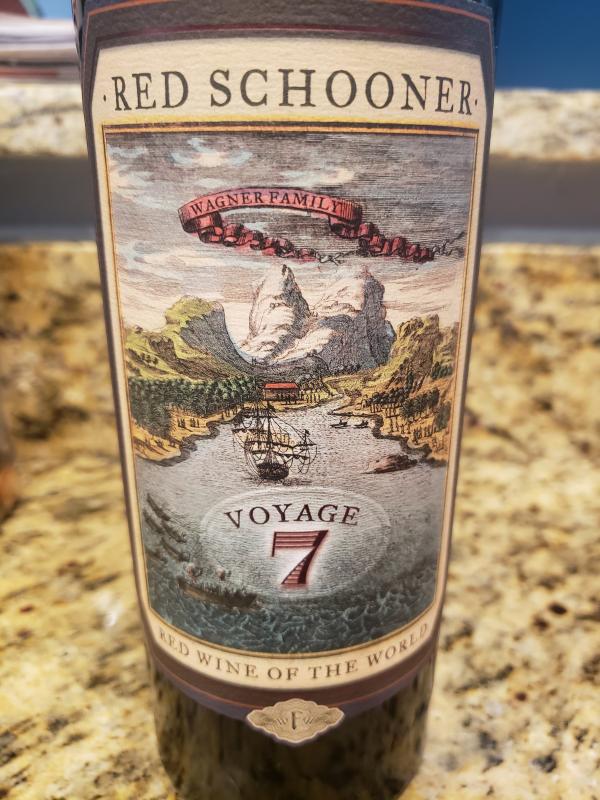 ·RED SCHOONER·
WAGNER FAMILY
VOYAGE
7
RED WINE OF THE WORLD
F